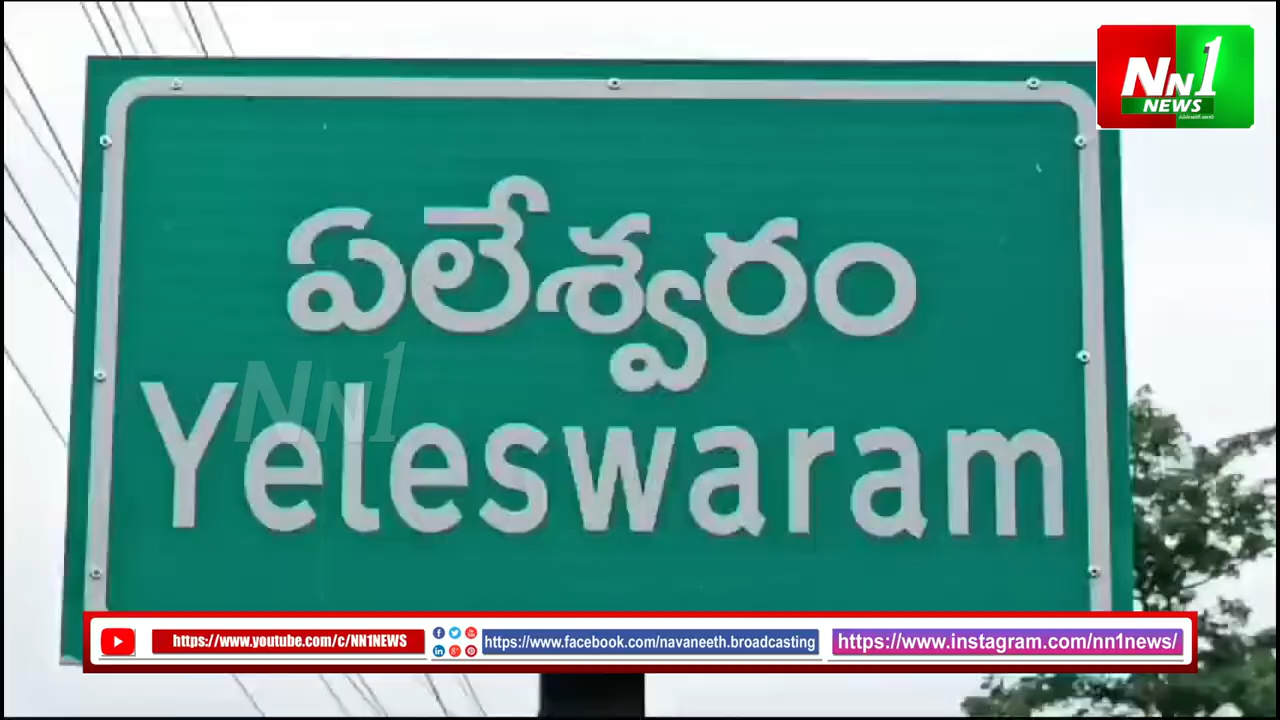 NN1
NEWS
ఏలేశ్వరం
NN1
Yeleswaram
https://www.youtube.com/c/NN1NEWS
https://www.facebook.com/navaneeth.broadcasting
https://www.instagram.com/nn1news/